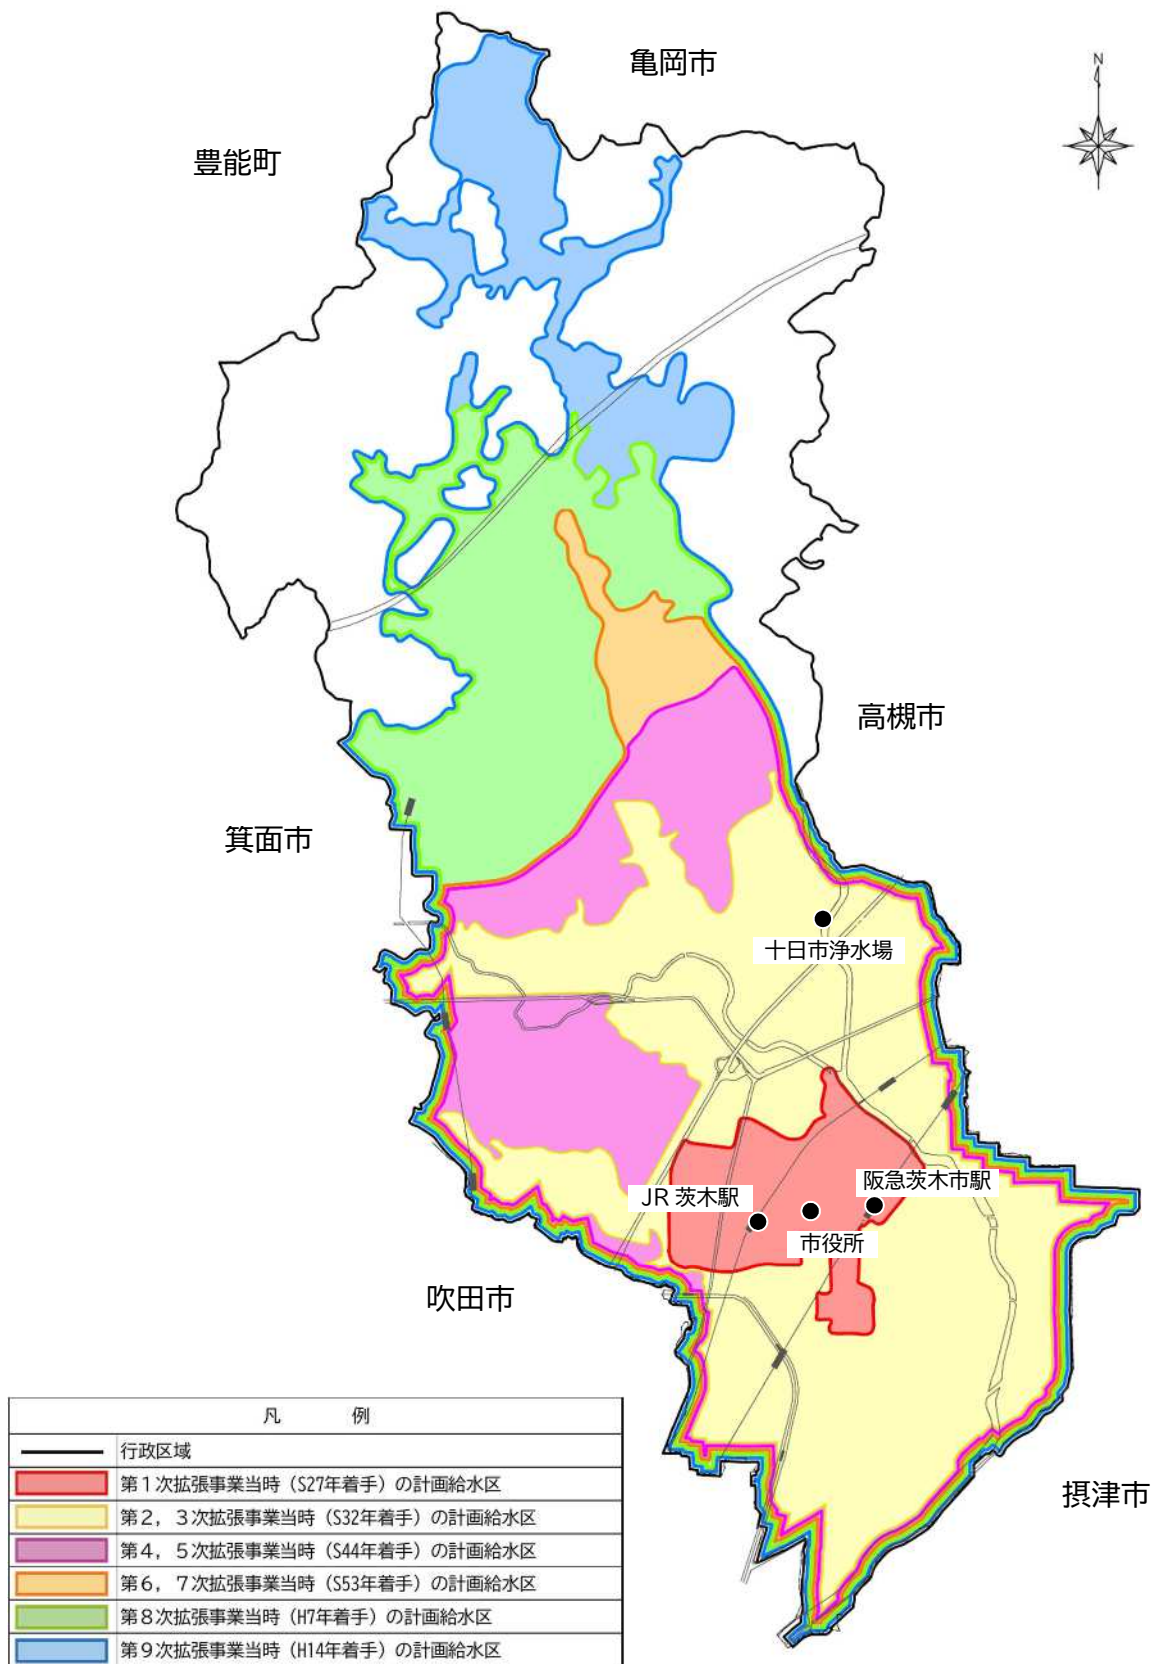 亀岡市
N
豊能町
高槻市
箕面市
十日市浄水場
阪急茨木市駅
JR 茨木駅
市役所
吹田市
摂津市
凡 例
行政区域
第1次拡張事業当時（S27年着手）の計画給水区
第2，3次拡張事業当時（S32年着手）の計画給水区
第4，5次拡張事業当時（S44年着手）の計画給水区
第6，7次拡張事業当時（S53年着手）の計画給水区
第8次拡張事業当時（H7年着手）の計画給水区
第9次拡張事業当時（H14年着手）の計画給水区